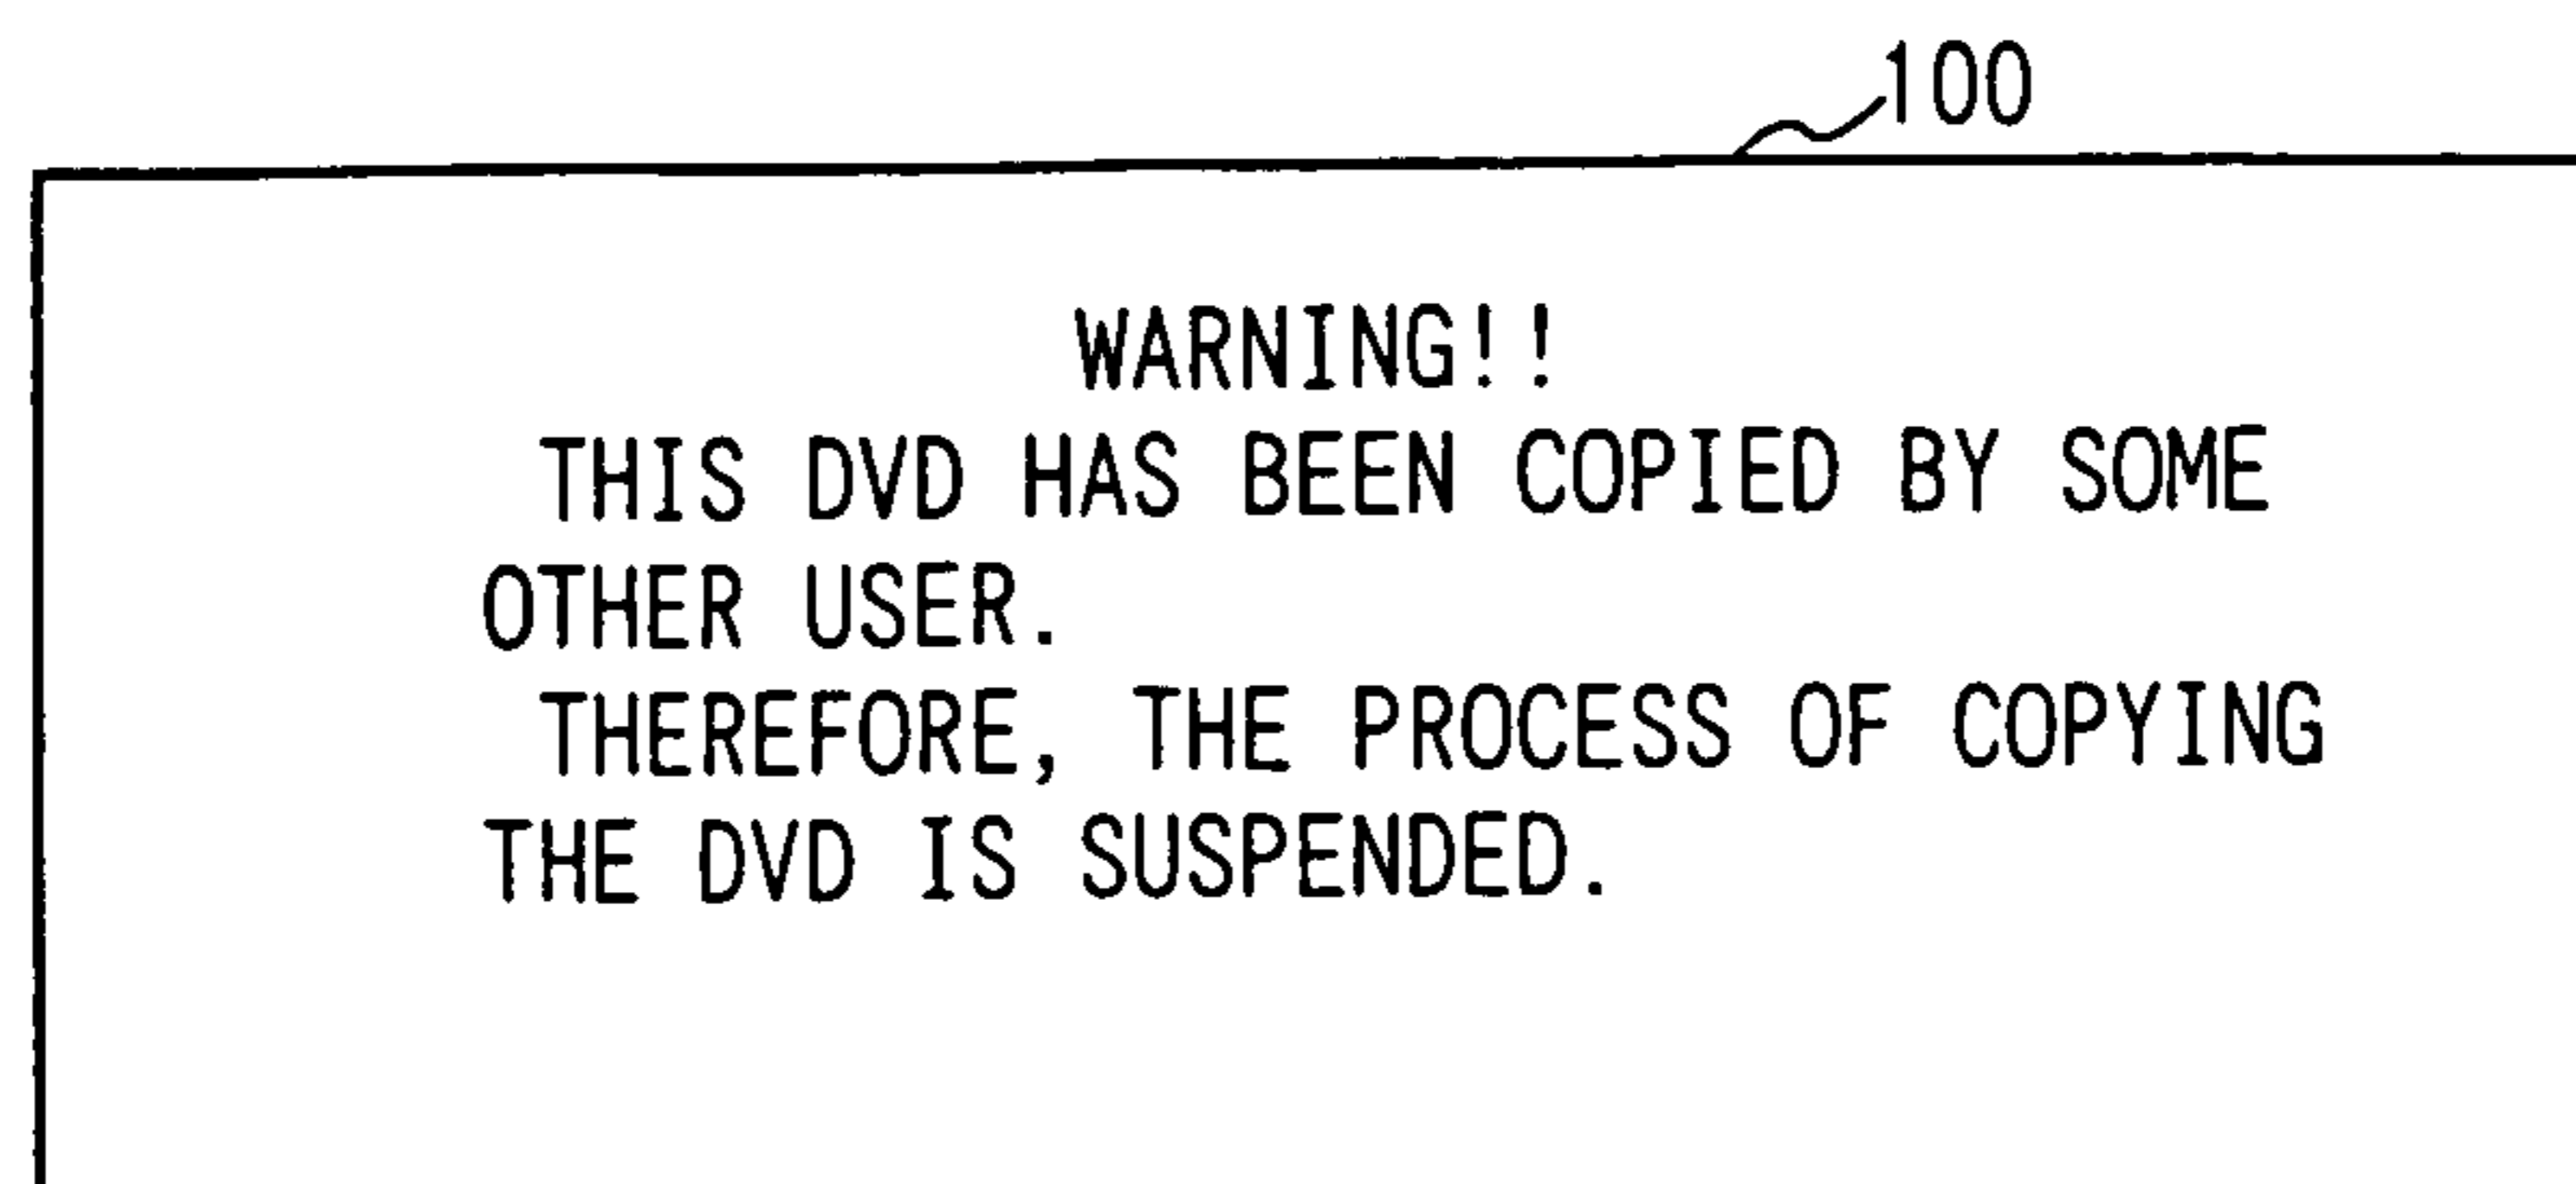 100
WARNING!!
THIS DVD HAS BEEN COPIED BY SOME
OTHER USER.
THEREFORE, THE PROCESS OF COPYING
THE DVD IS SUSPENDED.